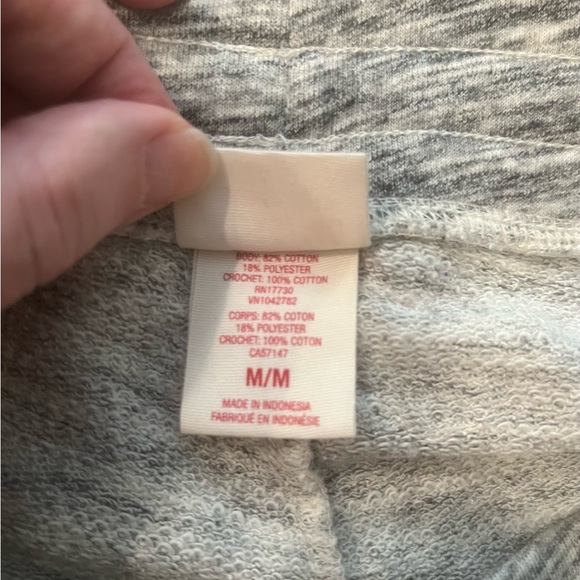 BODY: 82% COTTON
18% POLYESTER
CROCHET: 100% COTTON
RN17730
VN1042782
CORPS: 82% COTON
18% POLYESTER
CROCHET: 100% COTON
CA57147
M/M
MADE IN INDONESIA
FABRIQUÉ EN INDONÉSIE